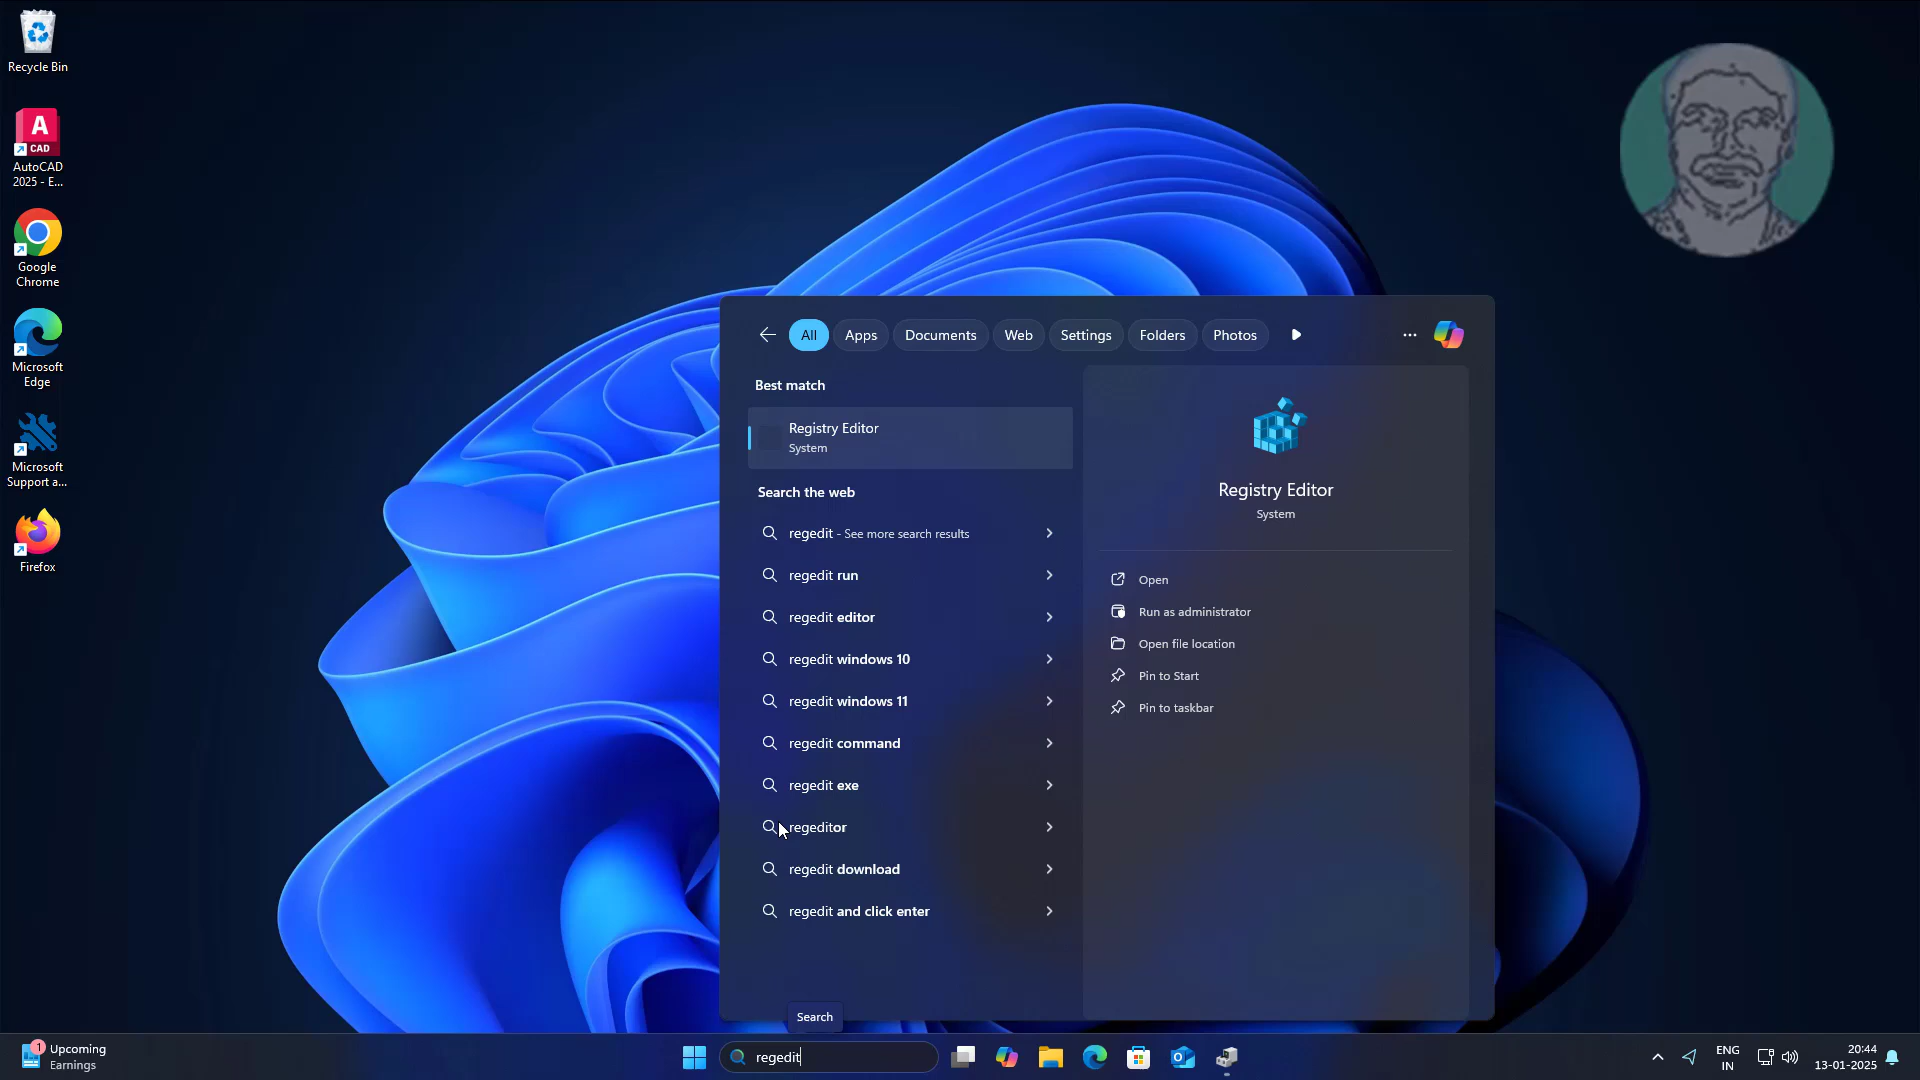 Recycle Bin
A
CAD
AutoCAD
2025 - E...
Google
Chrome
Microsoft
Edge
Microsoft
Support a...
Firefox
All
Apps
Documents
Web
Settings
Folders
Photos
Best match
Registry Editor
System
Search the web
regedit - See more search results
regedit run
regedit editor
regedit windows 10
regedit windows 11
regedit command
regedit exe
regeditor
regedit download
regedit and click enter
Registry Editor
System
Open
Run as administrator
Open file location
Pin to Start
Pin to taskbar
Search
1
Upcoming
Earnings
regedit
ENG
IN
20:44
13-01-2025